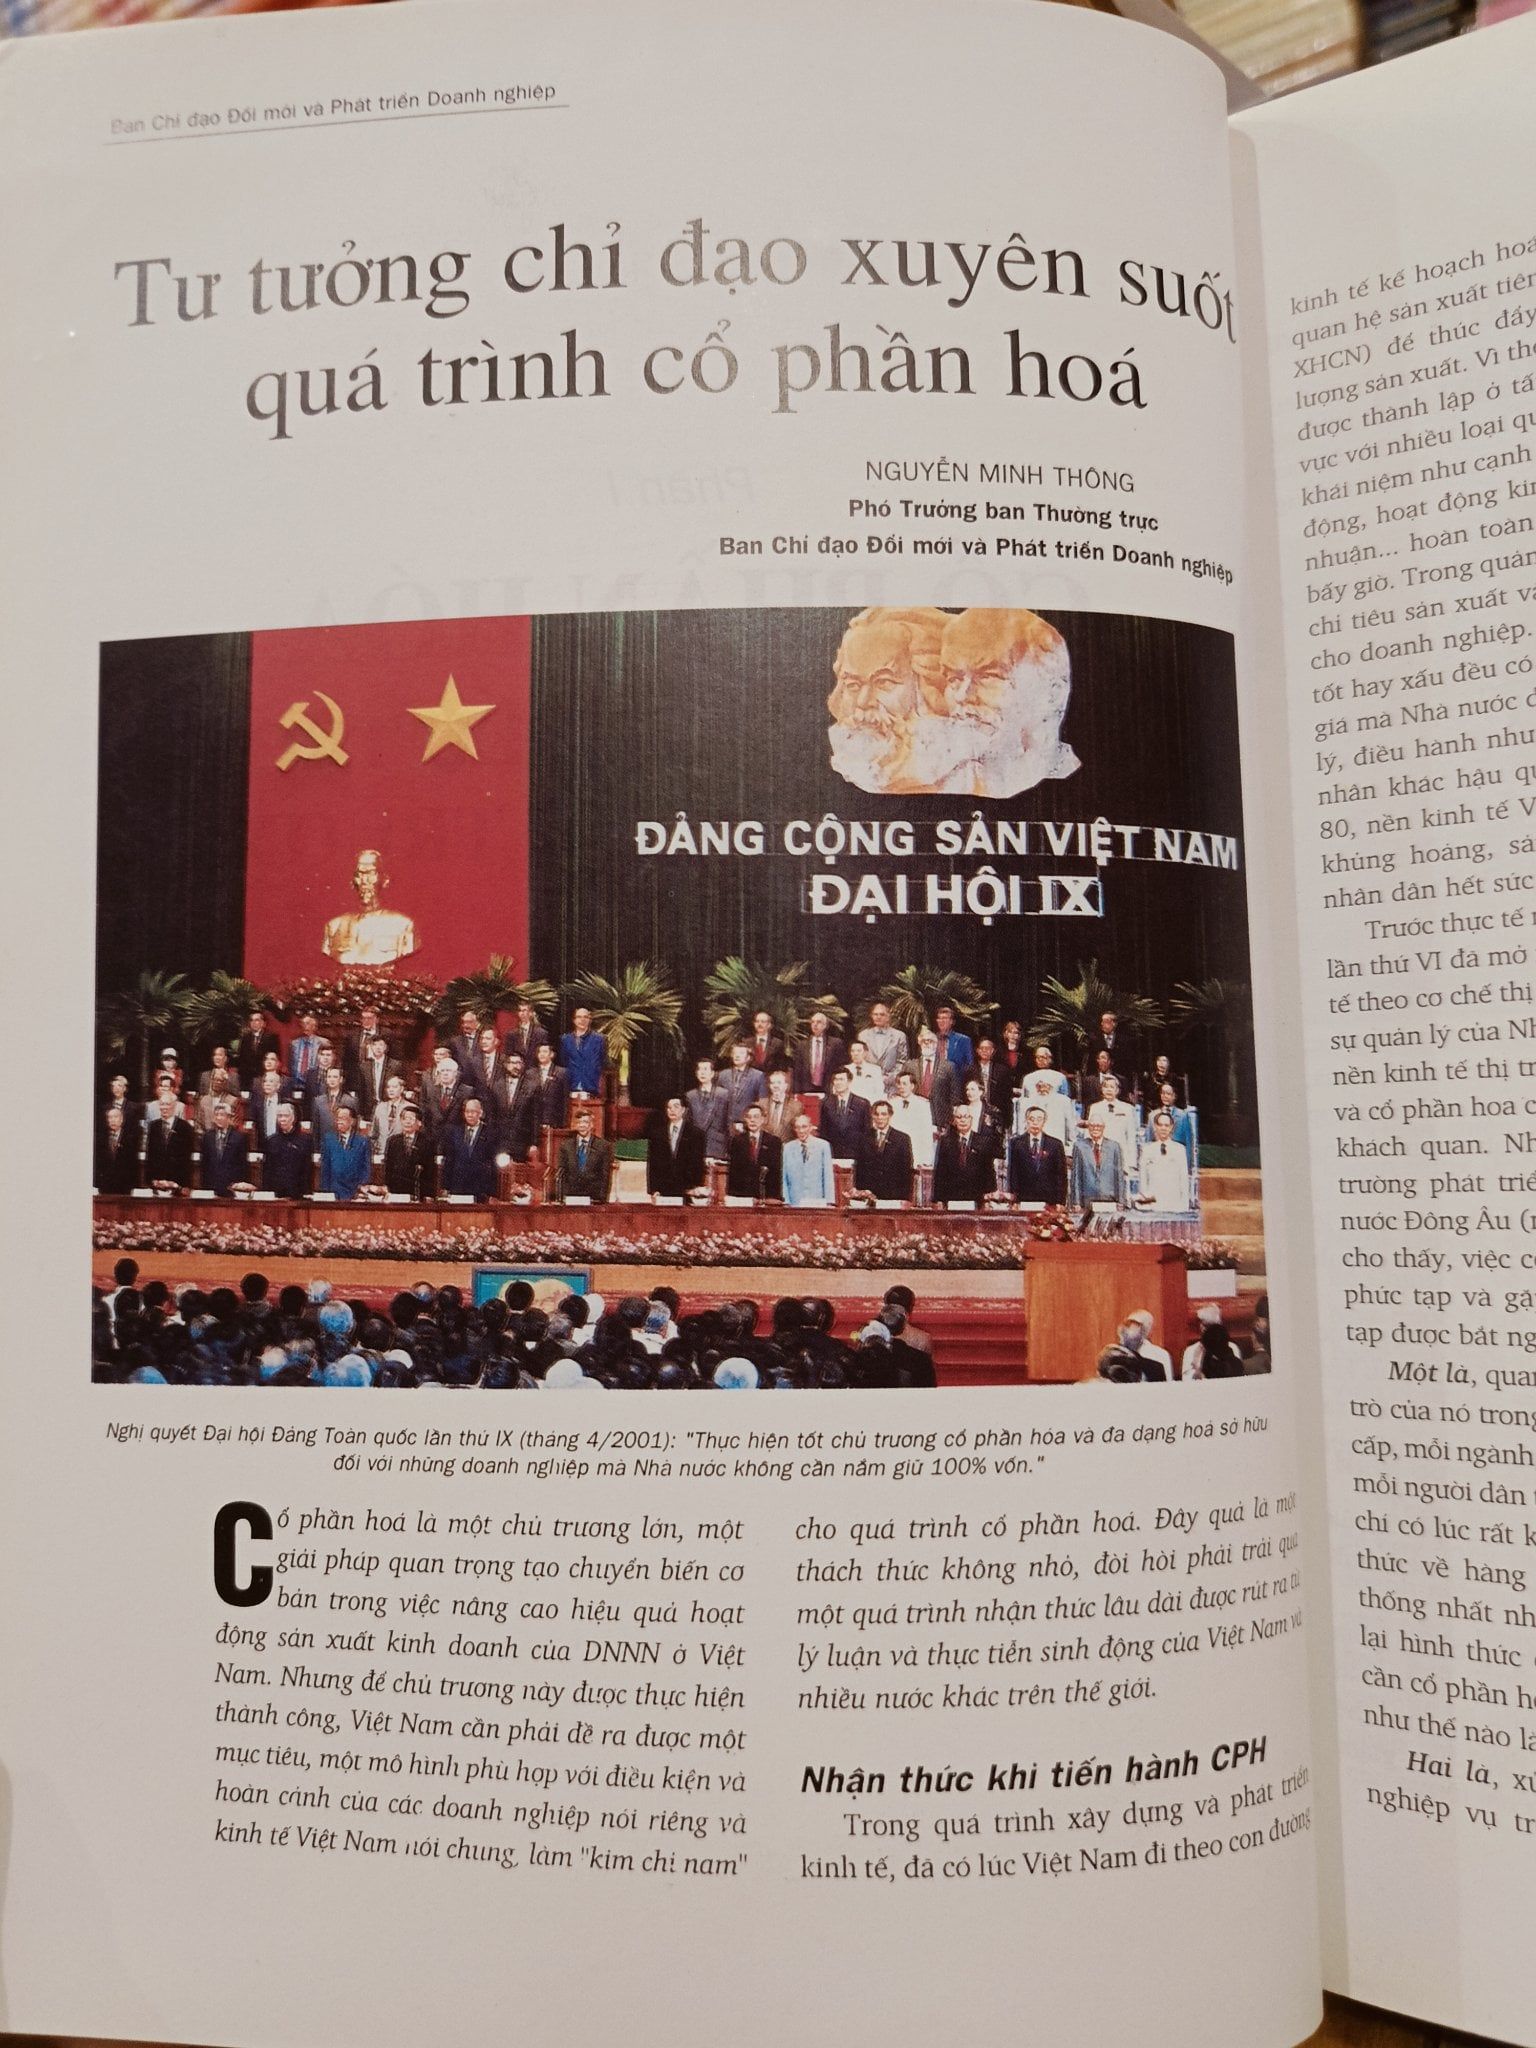 Ban Chỉ đạo Đổi mới và Phát triển Doanh nghiệp
Tư tưởng chỉ đạo xuyên suốt
quá trình cổ phần hoá
NGUYỄN MINH THÔNG
Phó Trưởng ban Thường trực
Ban Chỉ đạo Đổi mới và Phát triển Doanh nghiệp
ĐẢNG CỘNG SẢN VIỆT NAM
ĐẠI HỘI IX
Nghị quyết Đại hội Đảng Toàn quốc lần thứ IX (tháng 4/2001): "Thực hiện tốt chủ trương cổ phần hóa và đa dạng hoá sở hữu
đối với những doanh nghiệp mà Nhà nước không cần nắm giữ 100% vốn."
Cổ phần hoá là một chủ trương lớn, một
giải pháp quan trọng tạo chuyển biến cơ
bản trong việc nâng cao hiệu quả hoạt
động sản xuất kinh doanh của DNNN ở Việt
Nam. Nhưng để chủ trương này được thực hiện
thành công, Việt Nam cần phải đề ra được một
mục tiêu, một mô hình phù hợp với điều kiện và
hoàn cảnh của các doanh nghiệp nói riêng và
kinh tế Việt Nam nói chung, làm "kim chỉ nam"
cho quá trình cổ phần hoá. Đây quả là một
thách thức không nhỏ, đòi hỏi phải trải qua
một quá trình nhận thức lâu dài được rút ra từ
lý luận và thực tiễn sinh động của Việt Nam và
nhiều nước khác trên thế giới.
Nhận thức khi tiến hành CPH
Trong quá trình xây dựng và phát triển
kinh tế, đã có lúc Việt Nam đi theo con đường
kinh tế kế hoạch hoá
quan hệ sản xuất tiên
XHCN) để thúc đẩy
lượng sản xuất. Vì
được thành lập ở
vực với nhiều loại
khái niệm như cạnh
động, hoạt động
nhuận... hoàn toàn
bấy giờ. Trong quản
chỉ tiêu sản xuất
cho doanh nghiệp.
tốt hay xấu đều có
giá mà Nhà nước
lý, điều hành như
nhân khác hậu
80, nền kinh tế
khủng hoảng,
nhân dân hết sức
Trước thực tế
lần thứ VI đã mở
tế theo cơ chế thị
sự quản lý của
nền kinh tế thị
và cổ phần hoa
khách quan.
trường phát
nước Đông Âu
cho thấy, việc
phức tạp và
tạp được bắt
Một là, quan
trò của nó trong
cấp, mỗi ngành
mỗi người dân
chí có lúc rất
thức về hàng
thống nhất
lại hình thức
cần cổ phần
như thế nào là
Hai là,
nghiệp vụ